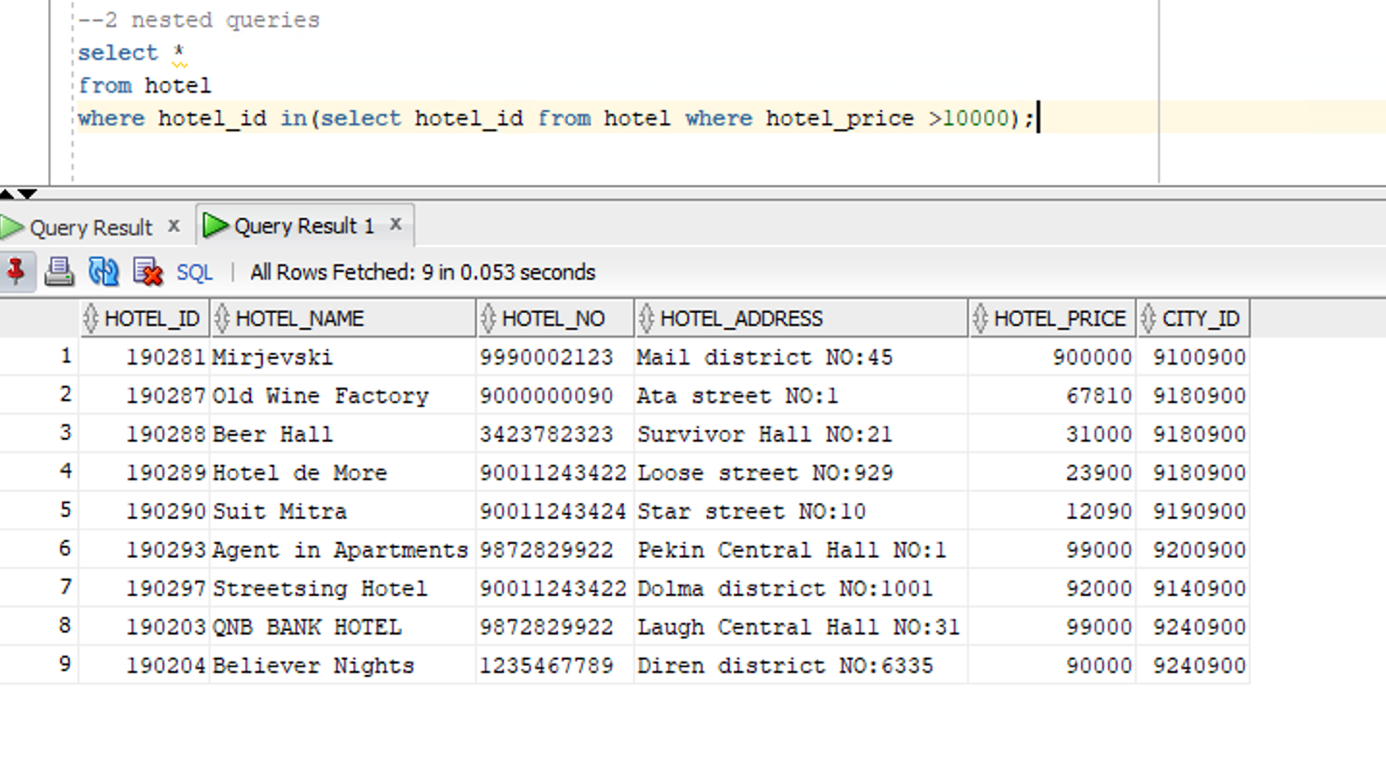 --2 nested queries
select *
from hotel
where hotel_id in(select hotel_id from hotel where hotel_price >10000);
Query Result x Query Result 1 x
SQL | All Rows Fetched: 9 in 0.053 seconds
HOTEL_ID HOTEL_NAME HOTEL_NO HOTEL_ADDRESS HOTEL_PRICE CITY_ID
1 190281 Mirjevski 9990002123 Mail district NO:45 900000 9100900
2 190287 Old Wine Factory 9000000090 Ata street NO:1 67810 9180900
3 190288 Beer Hall 3423782323 Survivor Hall NO:21 31000 9180900
4 190289 Hotel de More 90011243422 Loose street NO:929 23900 9180900
5 190290 Suit Mitra 90011243424 Star street NO:10 12090 9190900
6 190293 Agent in Apartments 9872829922 Pekin Central Hall NO:1 99000 9200900
7 190297 Streetsing Hotel 90011243422 Dolma district NO:1001 92000 9140900
8 190203 QNB BANK HOTEL 9872829922 Laugh Central Hall NO:31 99000 9240900
9 190204 Believer Nights 1235467789 Diren district NO:6335 90000 9240900